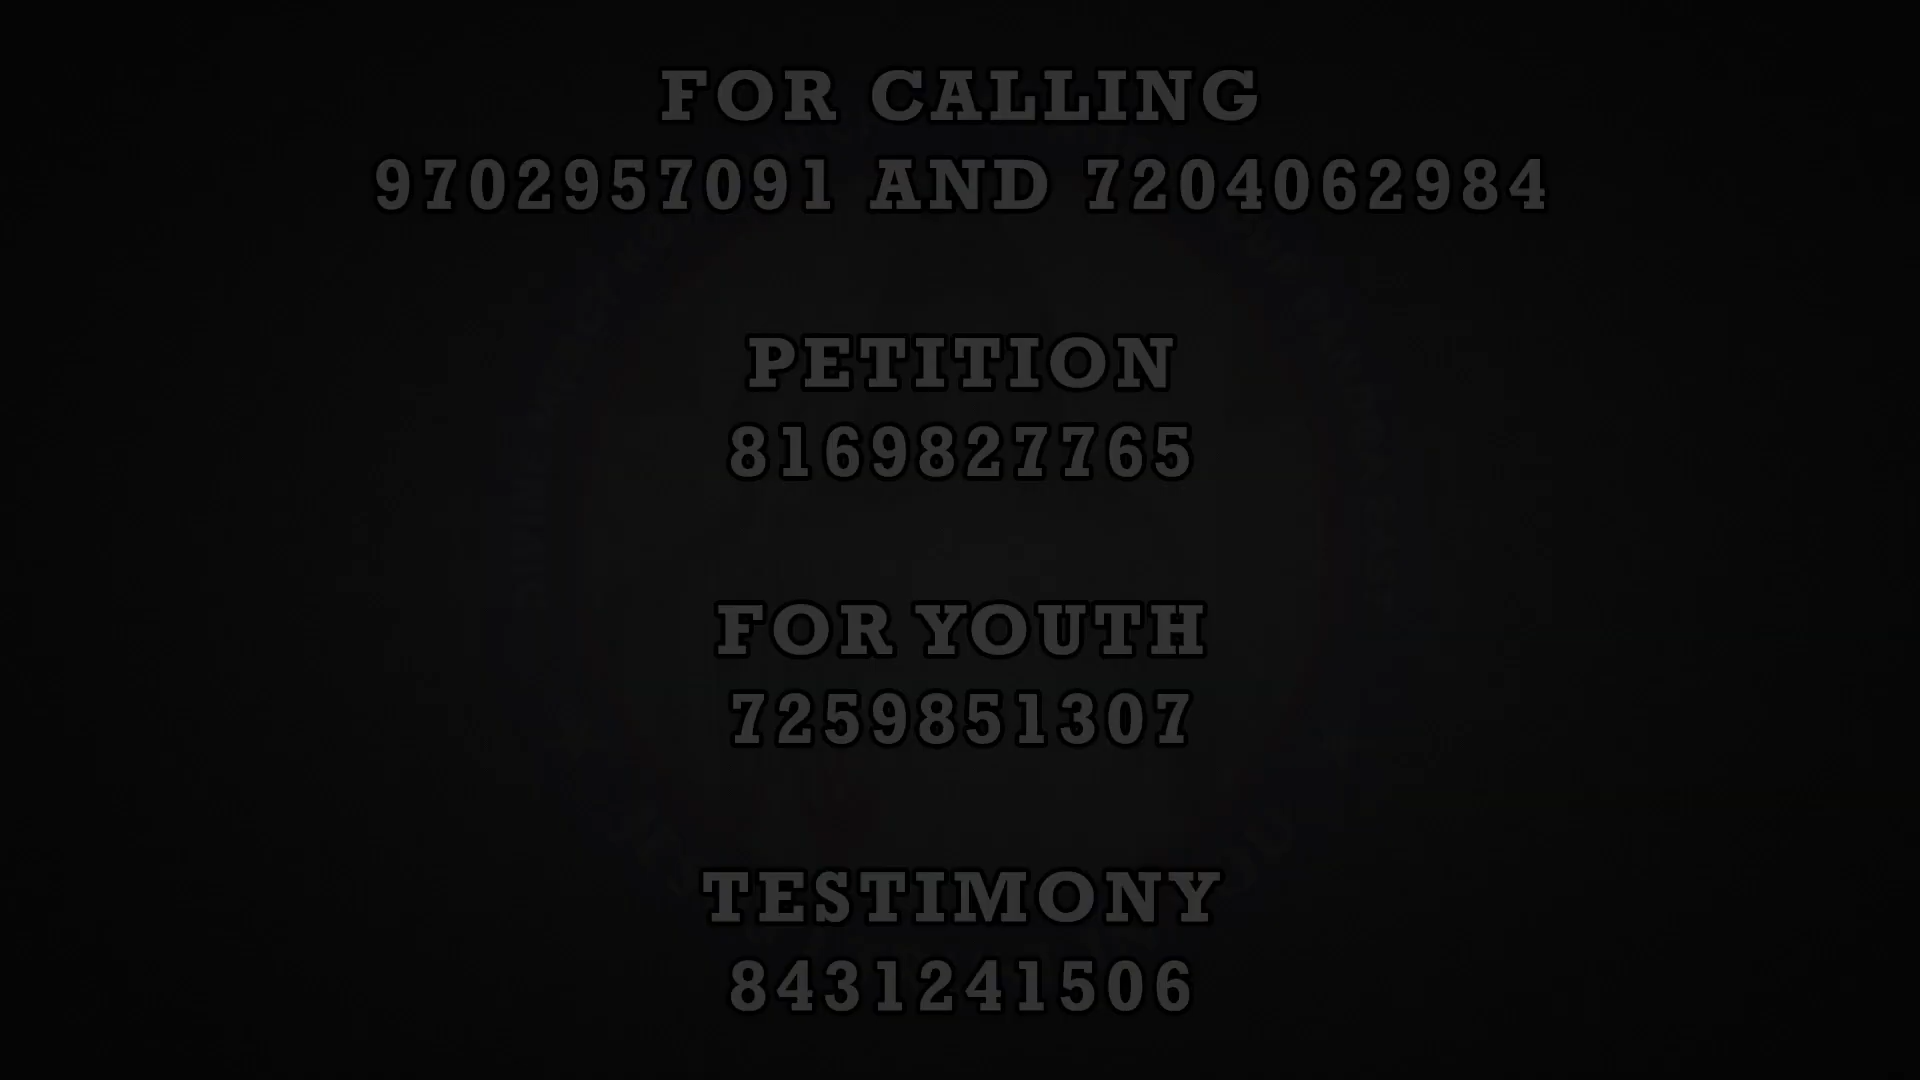 FOR CALLING
9702957091 AND 7204062984
PETITION
8169827765
FOR YOUTH
7259851307
TESTIMONY
8431241506